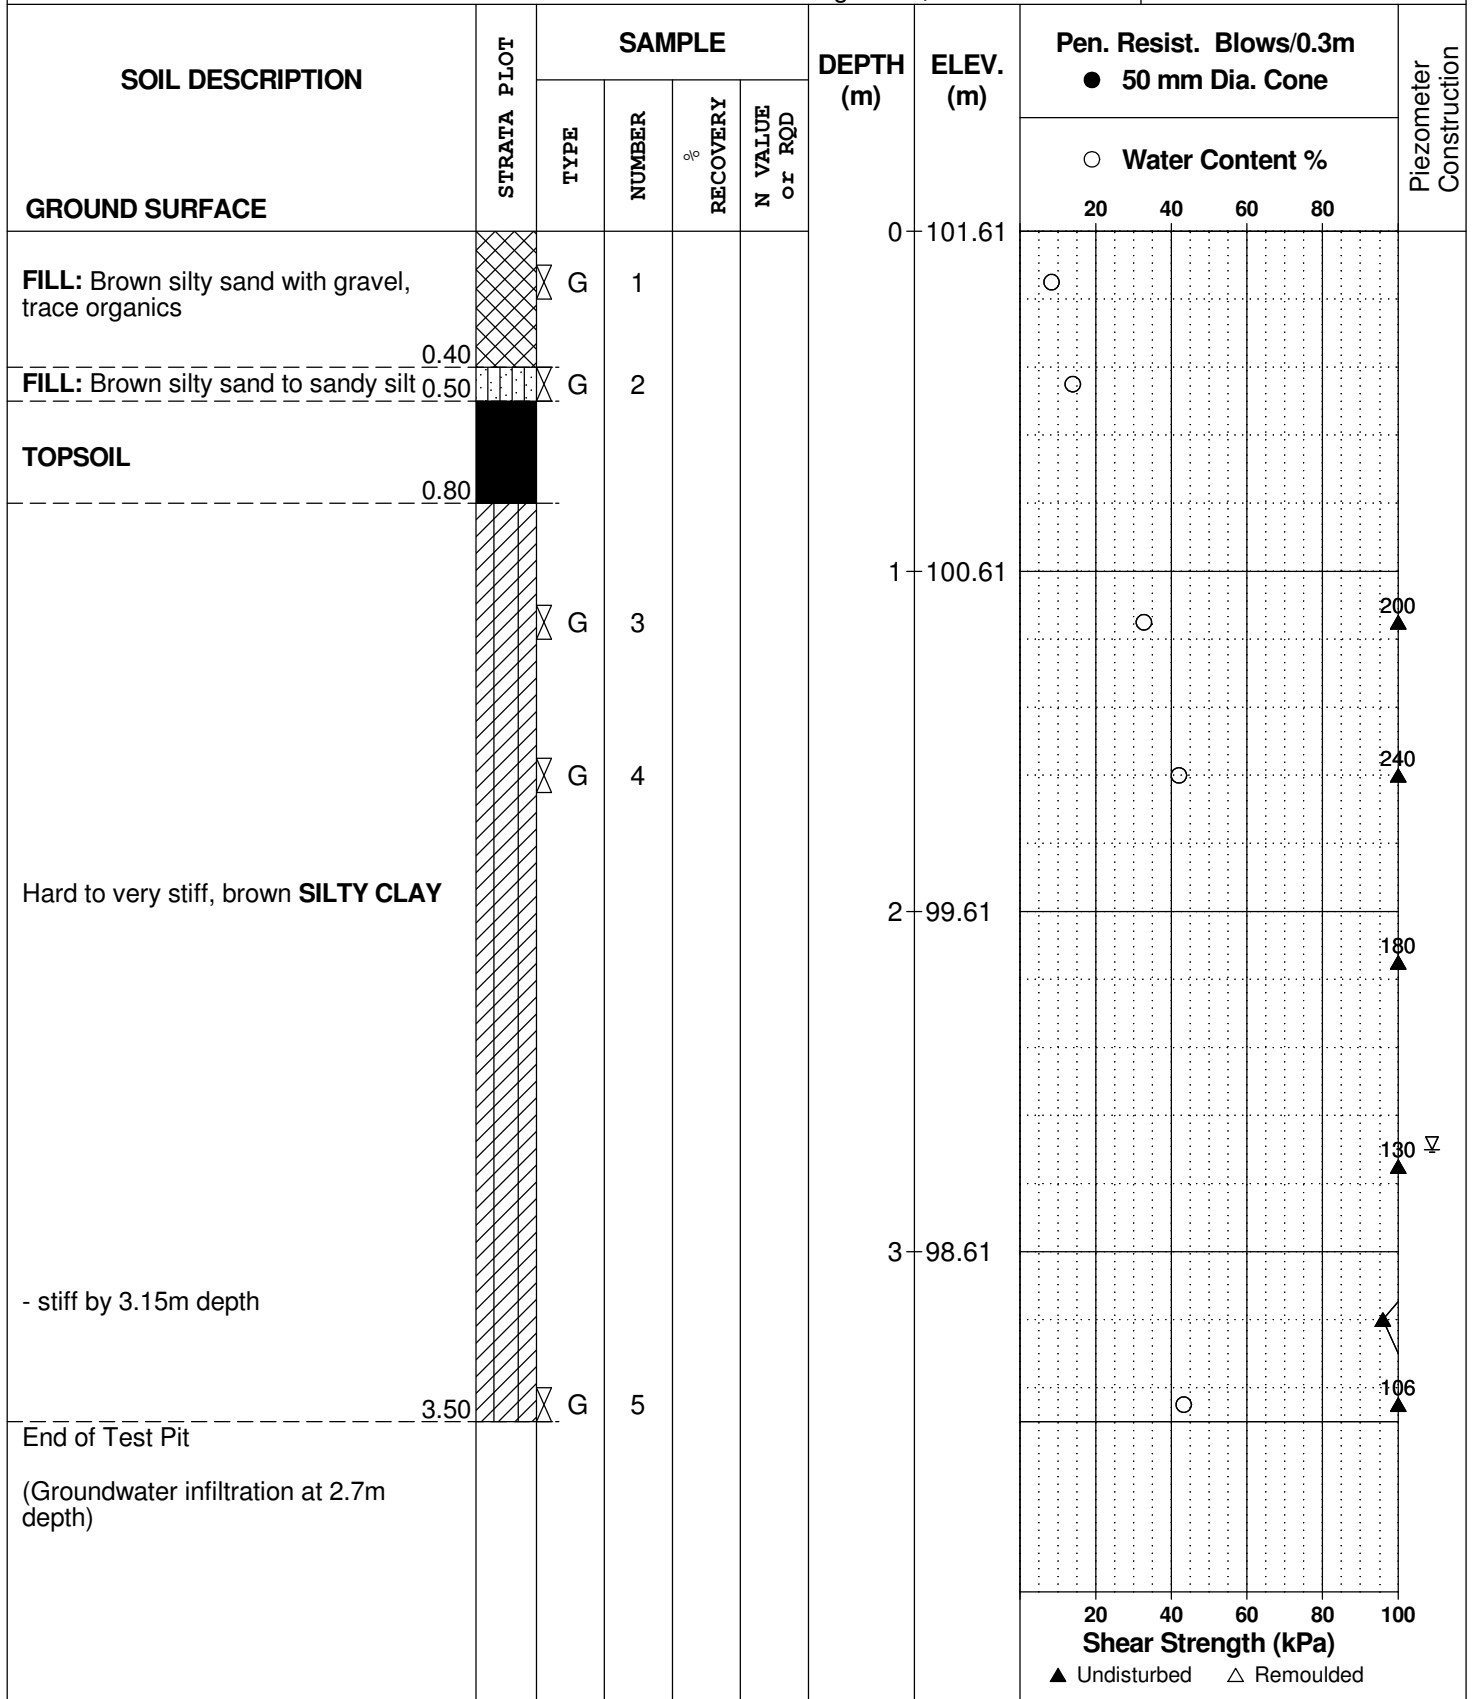 SOIL DESCRIPTION
GROUND SURFACE
STRATA PLOT
SAMPLE
TYPE
NUMBER
%
RECOVERY
N VALUE
or RQD
DEPTH
(m)
ELEV.
(m)
Pen. Resist. Blows/0.3m
● 50 mm Dia. Cone
○ Water Content %
20 40 60 80
Piezometer
Construction
0 101.61
FILL: Brown silty sand with gravel,
trace organics
0.40
G 1
FILL: Brown silty sand to sandy silt 0.50
G 2
TOPSOIL
0.80
1 100.61
G 3
200
G 4
240
Hard to very stiff, brown SILTY CLAY
2 99.61
180
130
3 98.61
- stiff by 3.15m depth
3.50
G 5
106
End of Test Pit
(Groundwater infiltration at 2.7m
depth)
20 40 60 80 100
Shear Strength (kPa)
▲ Undisturbed △ Remoulded